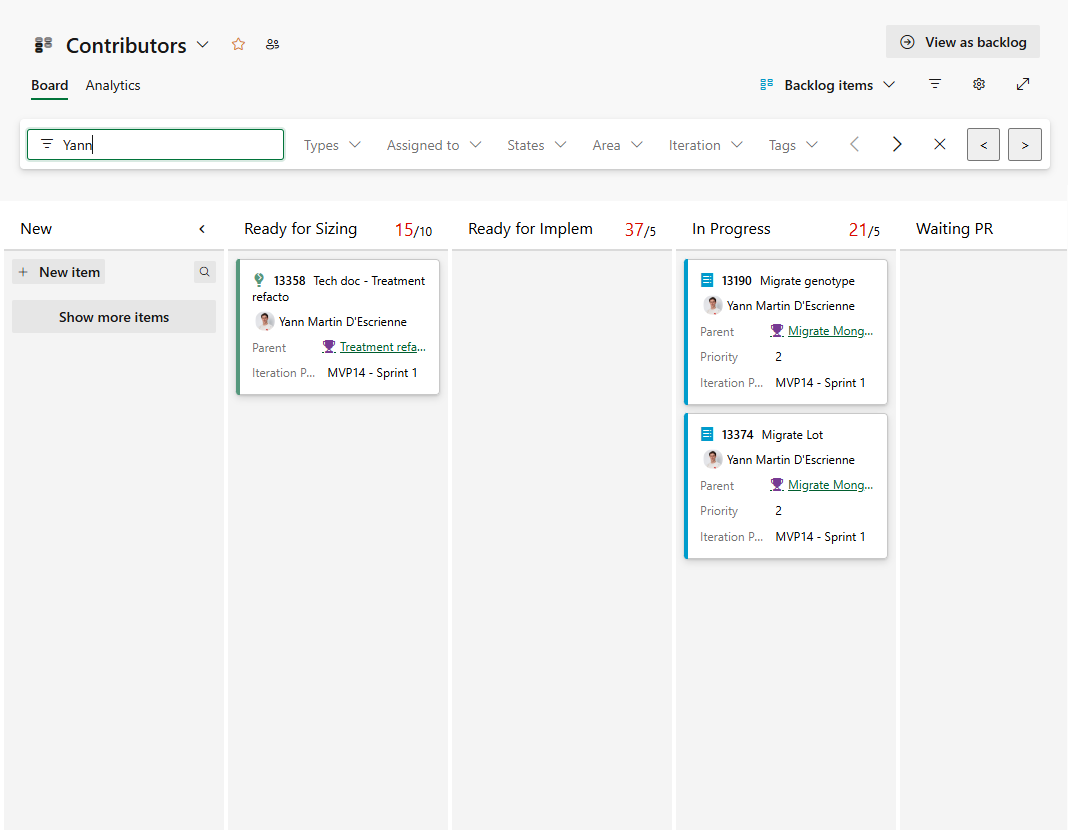 Contributors
View as backlog
Board Analytics
Backlog items
Yann
Types Assigned to States Area Iteration Tags < >
New
Ready for Sizing 15/10
Ready for Implem 37/5
In Progress 21/5
Waiting PR
+ New item
Show more items
13358 Tech doc - Treatment
refacto
Yann Martin D'Escrienne
Parent Treatment refa...
Iteration P... MVP14 - Sprint 1
13190 Migrate genotype
Yann Martin D'Escrienne
Parent Migrate Mong...
Priority 2
Iteration P... MVP14 - Sprint 1
13374 Migrate Lot
Yann Martin D'Escrienne
Parent Migrate Mong...
Priority 2
Iteration P... MVP14 - Sprint 1